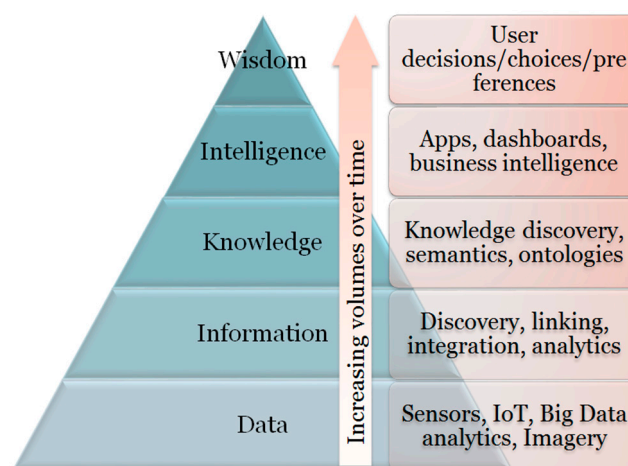 Wisdom
Intelligence
Knowledge
Information
Data
Increasing volumes over time
User
decisions/choices/pre
ferences
Apps, dashboards,
business intelligence
Knowledge discovery,
semantics, ontologies
Discovery, linking,
integration, analytics
Sensors, IoT, Big Data
analytics, Imagery